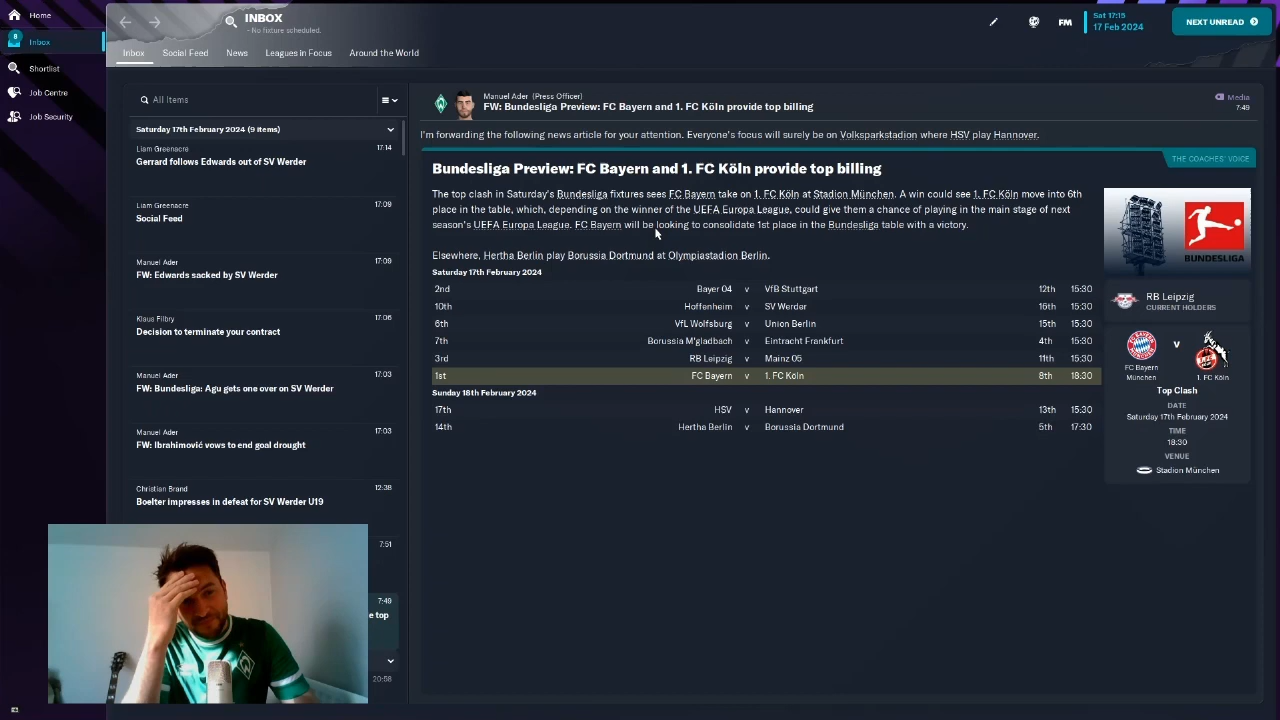 Home
8
Inbox
Shortlist
Job Centre
Job Security
INBOX
- No fixture scheduled.
FM
Sat 17:15
17 Feb 2024
NEXT UNREAD
Inbox Social Feed News Leagues in Focus Around the World
All Items
Saturday 17th February 2024 (9 items)
Liam Greenacre 17:14
Gerrard follows Edwards out of SV Werder
Liam Greenacre 17:09
Social Feed
Manuel Ader 17:09
FW: Edwards sacked by SV Werder
Klaus Filbry 17:06
Decision to terminate your contract
Manuel Ader 17:03
FW: Bundesliga: Agu gets one over on SV Werder
Manuel Ader 17:03
FW: Ibrahimović vows to end goal drought
Christian Brand 12:38
Boelter impresses in defeat for SV Werder U19
7:51
7:49
e top
20:58
Manuel Ader (Press Officer)
FW: Bundesliga Preview: FC Bayern and 1. FC Köln provide top billing
Media
7:49
I'm forwarding the following news article for your attention. Everyone's focus will surely be on Volksparkstadion where HSV play Hannover.
THE COACHES' VOICE
Bundesliga Preview: FC Bayern and 1. FC Köln provide top billing
The top clash in Saturday's Bundesliga fixtures sees FC Bayern take on 1. FC Köln at Stadion München. A win could see 1. FC Köln move into 6th
place in the table, which, depending on the winner of the UEFA Europa League, could give them a chance of playing in the main stage of next
season's UEFA Europa League. FC Bayern will be looking to consolidate 1st place in the Bundesliga table with a victory.
Elsewhere, Hertha Berlin play Borussia Dortmund at Olympiastadion Berlin.
Saturday 17th February 2024
2nd Bayer 04 v VfB Stuttgart 12th 15:30
10th Hoffenheim v SV Werder 16th 15:30
6th VfL Wolfsburg v Union Berlin 15th 15:30
7th Borussia M'gladbach v Eintracht Frankfurt 4th 15:30
3rd RB Leipzig v Mainz 05 11th 15:30
1st FC Bayern v 1. FC Köln 8th 18:30
Sunday 18th February 2024
17th HSV v Hannover 13th 15:30
14th Hertha Berlin v Borussia Dortmund 5th 17:30
BUNDESLIGA
RB Leipzig
CURRENT HOLDERS
v
FC Bayern
München
1. FC Köln
Top Clash
DATE
Saturday 17th February 2024
TIME
18:30
VENUE
Stadion München